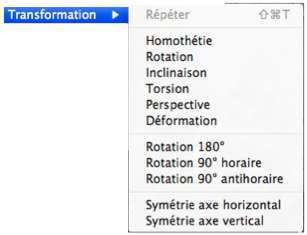 Transformation ▶
Répéter ⇧⌘T
Homothétie
Rotation
Inclinaison
Torsion
Perspective
Déformation
Rotation 180°
Rotation 90° horaire
Rotation 90° antihoraire
Symétrie axe horizontal
Symétrie axe vertical